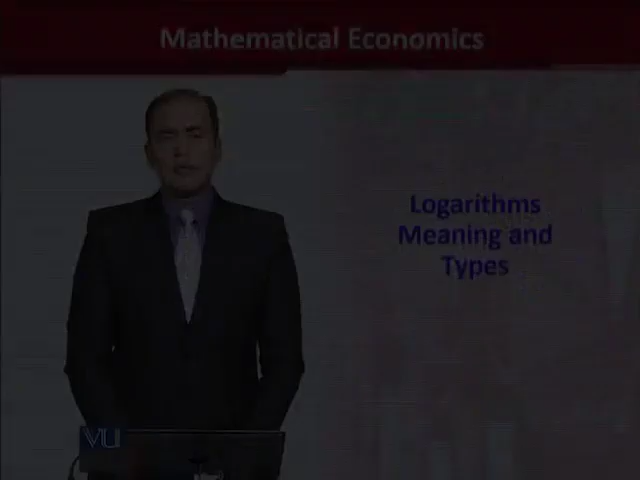 Mathematical Economics
Logarithms
Meaning and
Types
VU